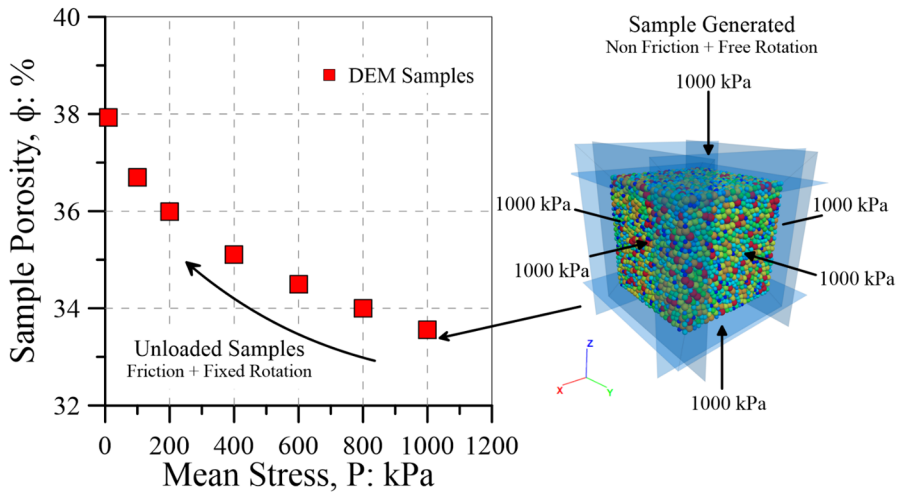 40
38
36
34
32
Sample Porosity, ϕ: %
DEM Samples
Unloaded Samples
Friction + Fixed Rotation
0
200
400
600
800
1000
1200
Mean Stress, P: kPa
Sample Generated
Non Friction + Free Rotation
1000 kPa
1000 kPa
1000 kPa
1000 kPa
1000 kPa
1000 kPa
Z
X
Y